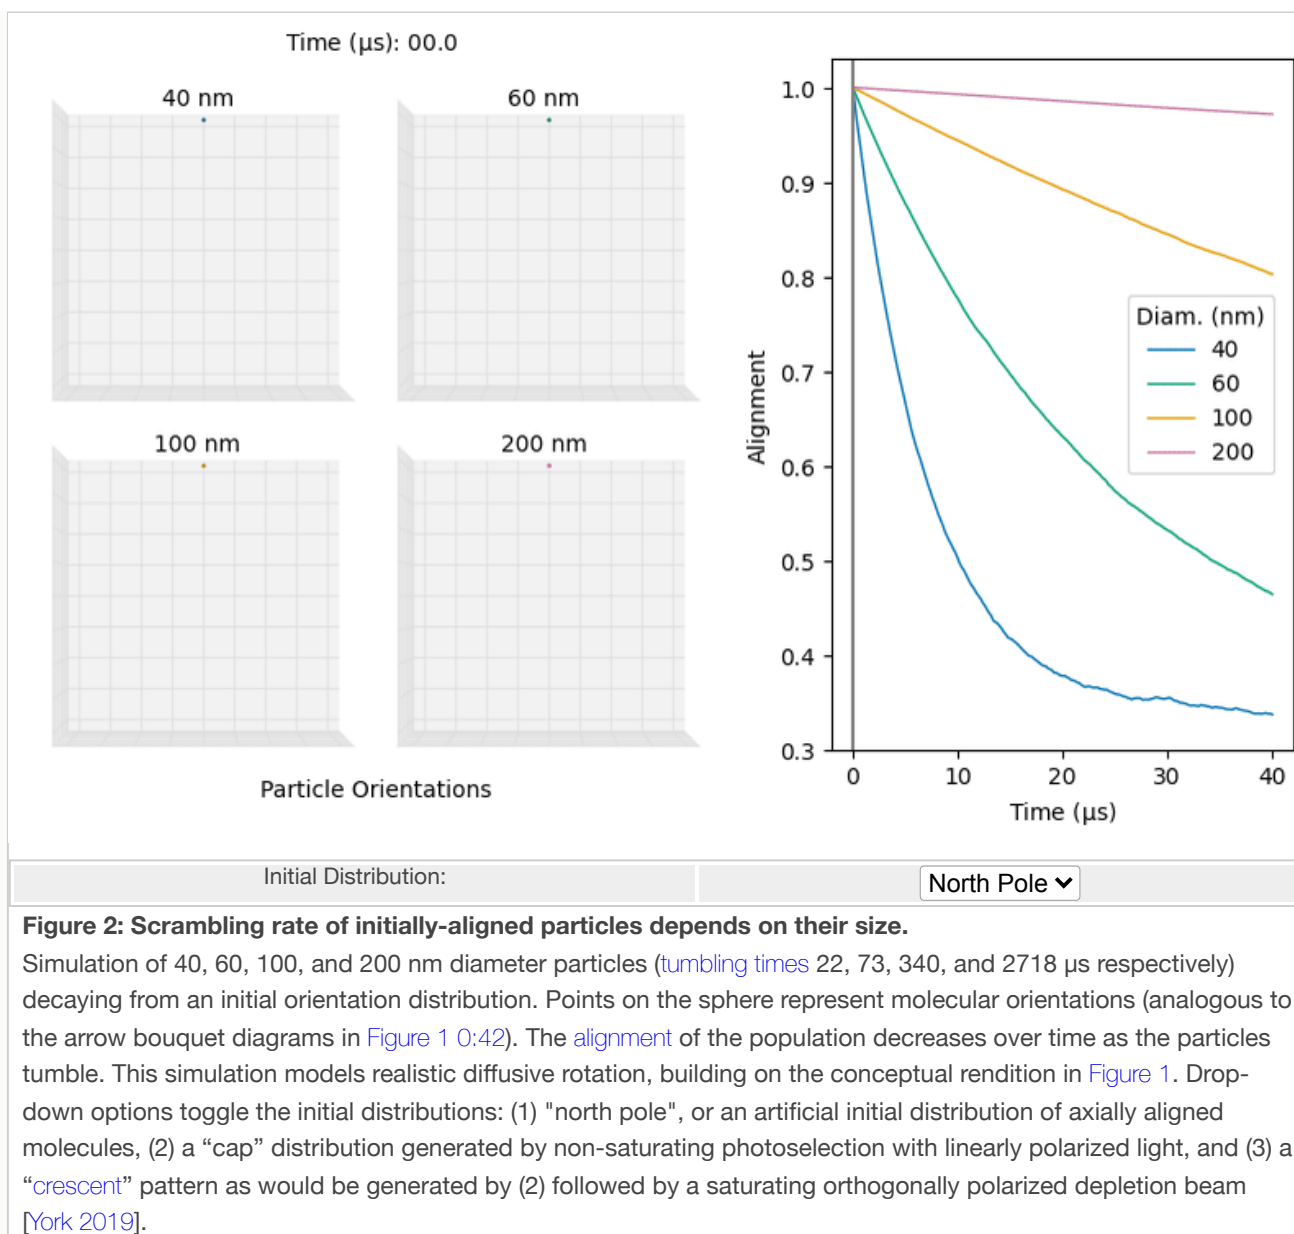 Time (µs): 00.0
40 nm
60 nm
100 nm
200 nm
Particle Orientations
1.0
0.9
0.8
0.7
0.6
0.5
0.4
0.3
Alignment
0
10
20
30
40
Time (µs)
Diam. (nm)
40
60
100
200
Initial Distribution:
North Pole
Figure 2: Scrambling rate of initially-aligned particles depends on their size.
Simulation of 40, 60, 100, and 200 nm diameter particles (tumbling times 22, 73, 340, and 2718 µs respectively)
decaying from an initial orientation distribution. Points on the sphere represent molecular orientations (analogous to
the arrow bouquet diagrams in Figure 1 0:42). The alignment of the population decreases over time as the particles
tumble. This simulation models realistic diffusive rotation, building on the conceptual rendition in Figure 1. Drop-
down options toggle the initial distributions: (1) "north pole", or an artificial initial distribution of axially aligned
molecules, (2) a “cap” distribution generated by non-saturating photoselection with linearly polarized light, and (3) a
“crescent” pattern as would be generated by (2) followed by a saturating orthogonally polarized depletion beam
[York 2019].